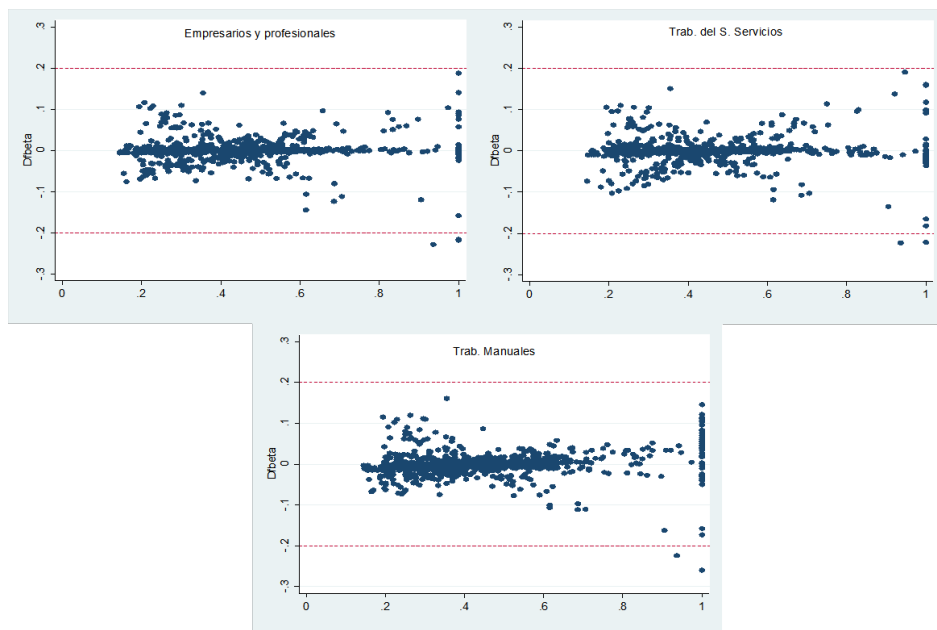 Empresarios y profesionales
.3
.2
.1
0
-.1
-.2
-.3
Dfbeta
0 .2 .4 .6 .8 1
Trab. del S. Servicios
.3
.2
.1
0
-.1
-.2
-.3
Dfbeta
0 .2 .4 .6 .8 1
Trab. Manuales
.3
.2
.1
0
-.1
-.2
-.3
Dfbeta
0 .2 .4 .6 .8 1